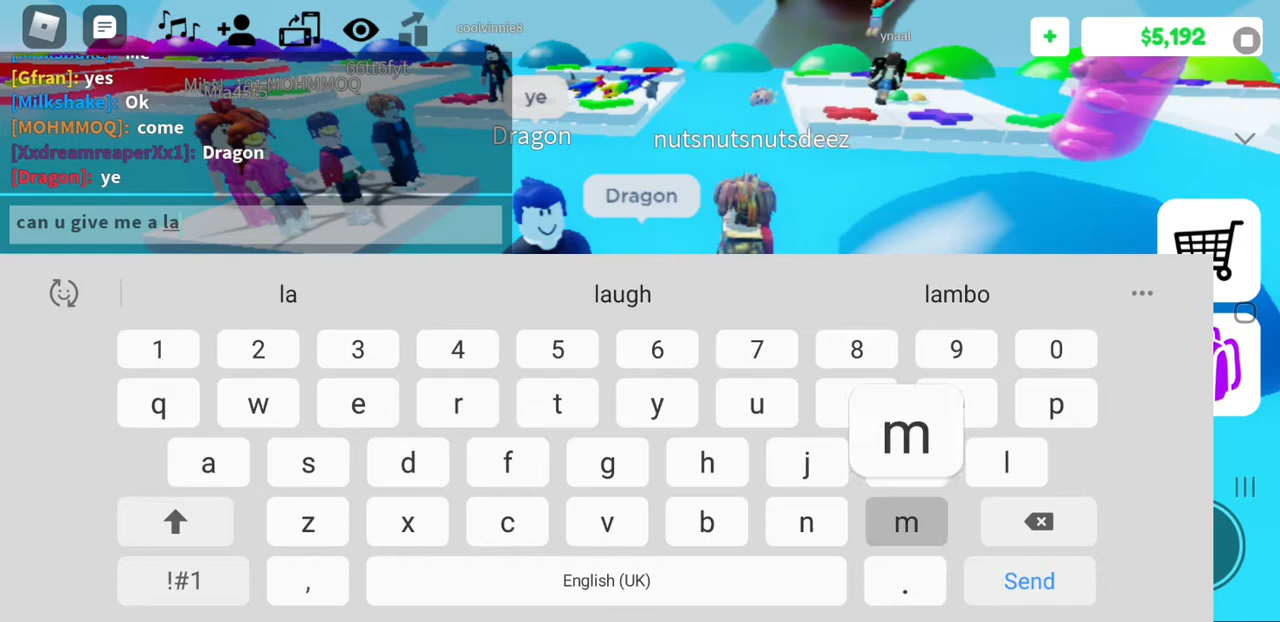 coolvinnie8
ynaal
$5,192
[Gfran]: yes
66tt6fyt
[Milkshake]: Ok
[MOHMMOQ]: come
[XxdreamreaperXx1]: Dragon
[Dragon]: ye
ye
Dragon
nutsnutsnutsdeez
Dragon
can u give me a la
la laugh lambo
1 2 3 4 5 6 7 8 9 0
q w e r t y u p
m
a s d f g h j l
z x c v b n m
!#1 , English (UK) . Send